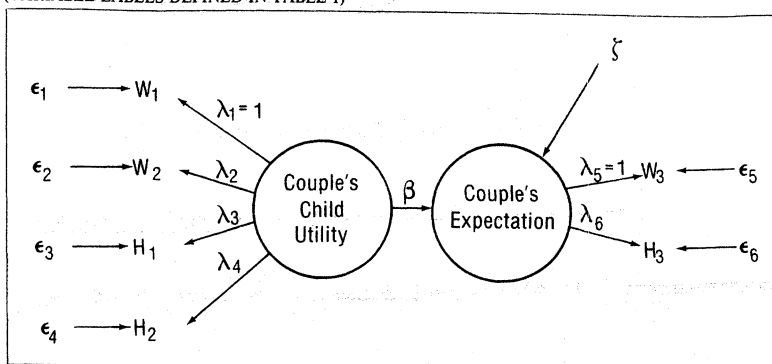 (VARIABLE LABELS DEFINED IN TABLE 1)
ζ
ϵ1 W1
λ1 = 1
ϵ2 W2
λ2
Couple's
Child
Utility
β
Couple's
Expectation
λ5=1 W3 ϵ5
λ3
ϵ3 H1
λ6
H3 ϵ6
λ4
ϵ4 H2